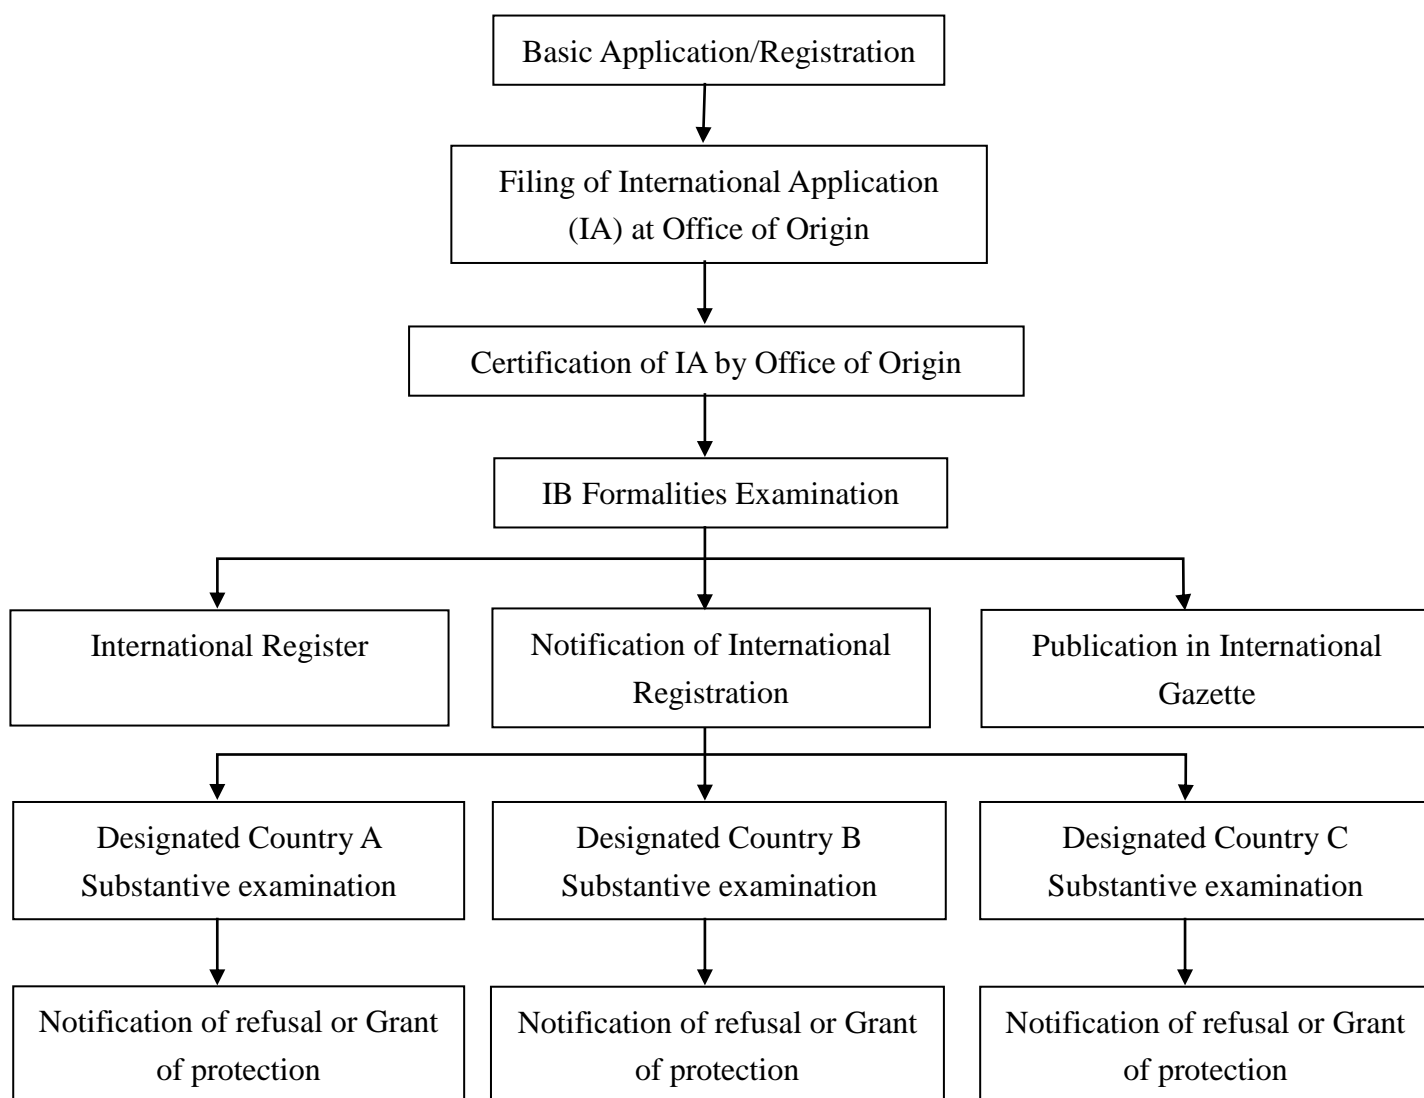 Basic Application/Registration
Filing of International Application
(IA) at Office of Origin
Certification of IA by Office of Origin
IB Formalities Examination
International Register
Notification of International
Registration
Publication in International
Gazette
Designated Country A
Substantive examination
Designated Country B
Substantive examination
Designated Country C
Substantive examination
Notification of refusal or Grant
of protection
Notification of refusal or Grant
of protection
Notification of refusal or Grant
of protection